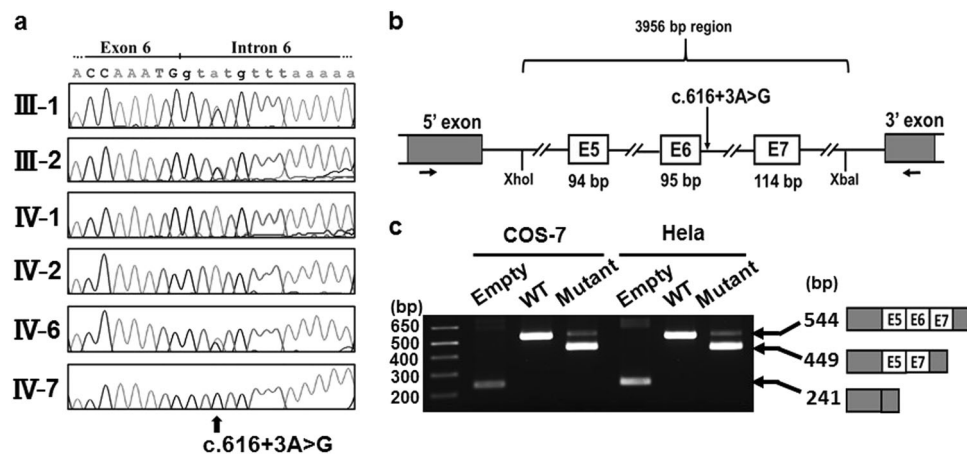 a
Exon 6
Intron 6
A C C A A A T G g t a t g t t t a a a a a
III-1
III-2
IV-1
IV-2
IV-6
IV-7
c.616+3A>G
b
3956 bp region
c.616+3A>G
5' exon
3' exon
E5
E6
E7
XhoI
94 bp
95 bp
114 bp
XbaI
c
COS-7
Hela
Empty
WT
Mutant
Empty
WT
Mutant
(bp)
650
500
400
300
200
(bp)
544
E5 E6 E7
449
E5 E7
241